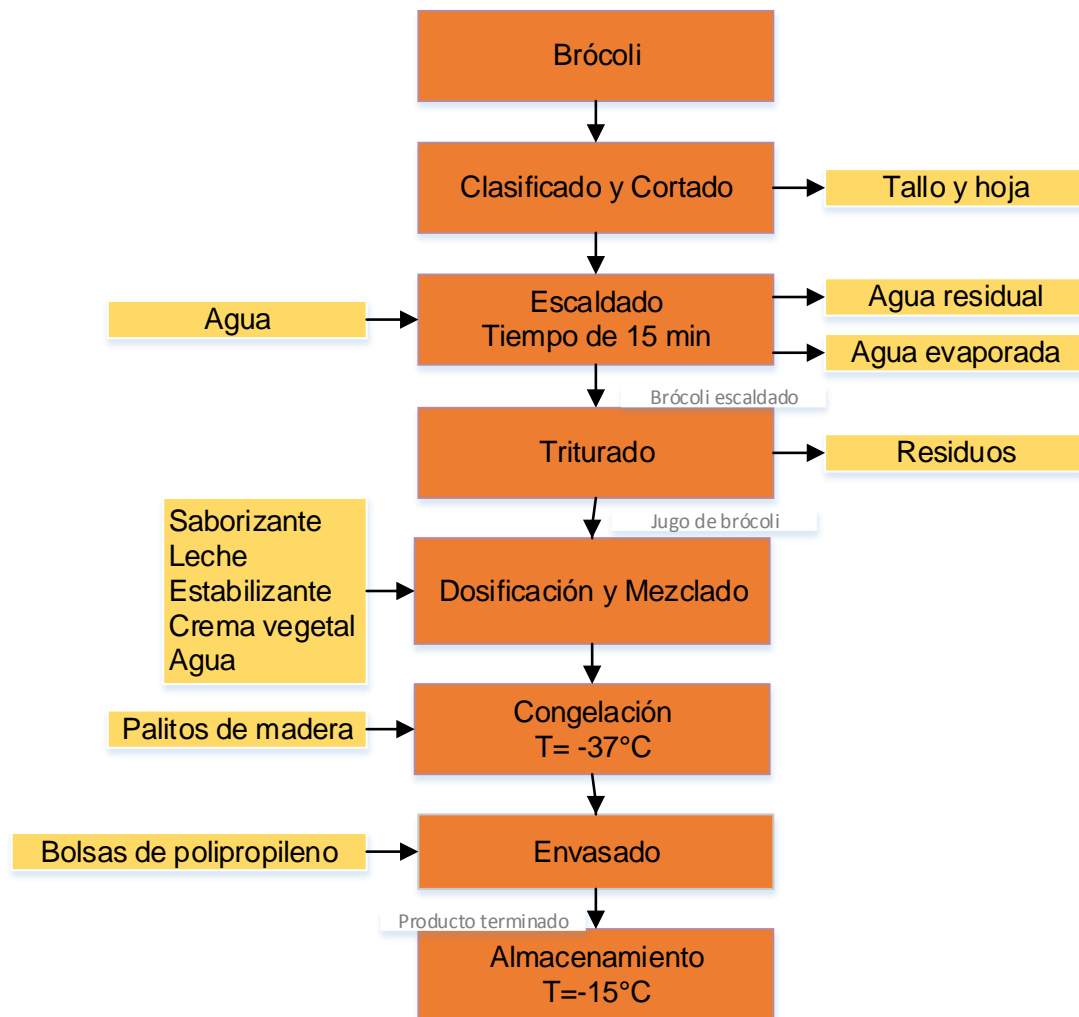 Brócoli
Clasificado y Cortado
Tallo y hoja
Agua
Escaldado
Tiempo de 15 min
Agua residual
Agua evaporada
Brócoli escaldado
Triturado
Residuos
Jugo de brócoli
Saborizante
Leche
Estabilizante
Crema vegetal
Agua
Dosificación y Mezclado
Palitos de madera
Congelación
T= -37°C
Bolsas de polipropileno
Envasado
Producto terminado
Almacenamiento
T=-15°C